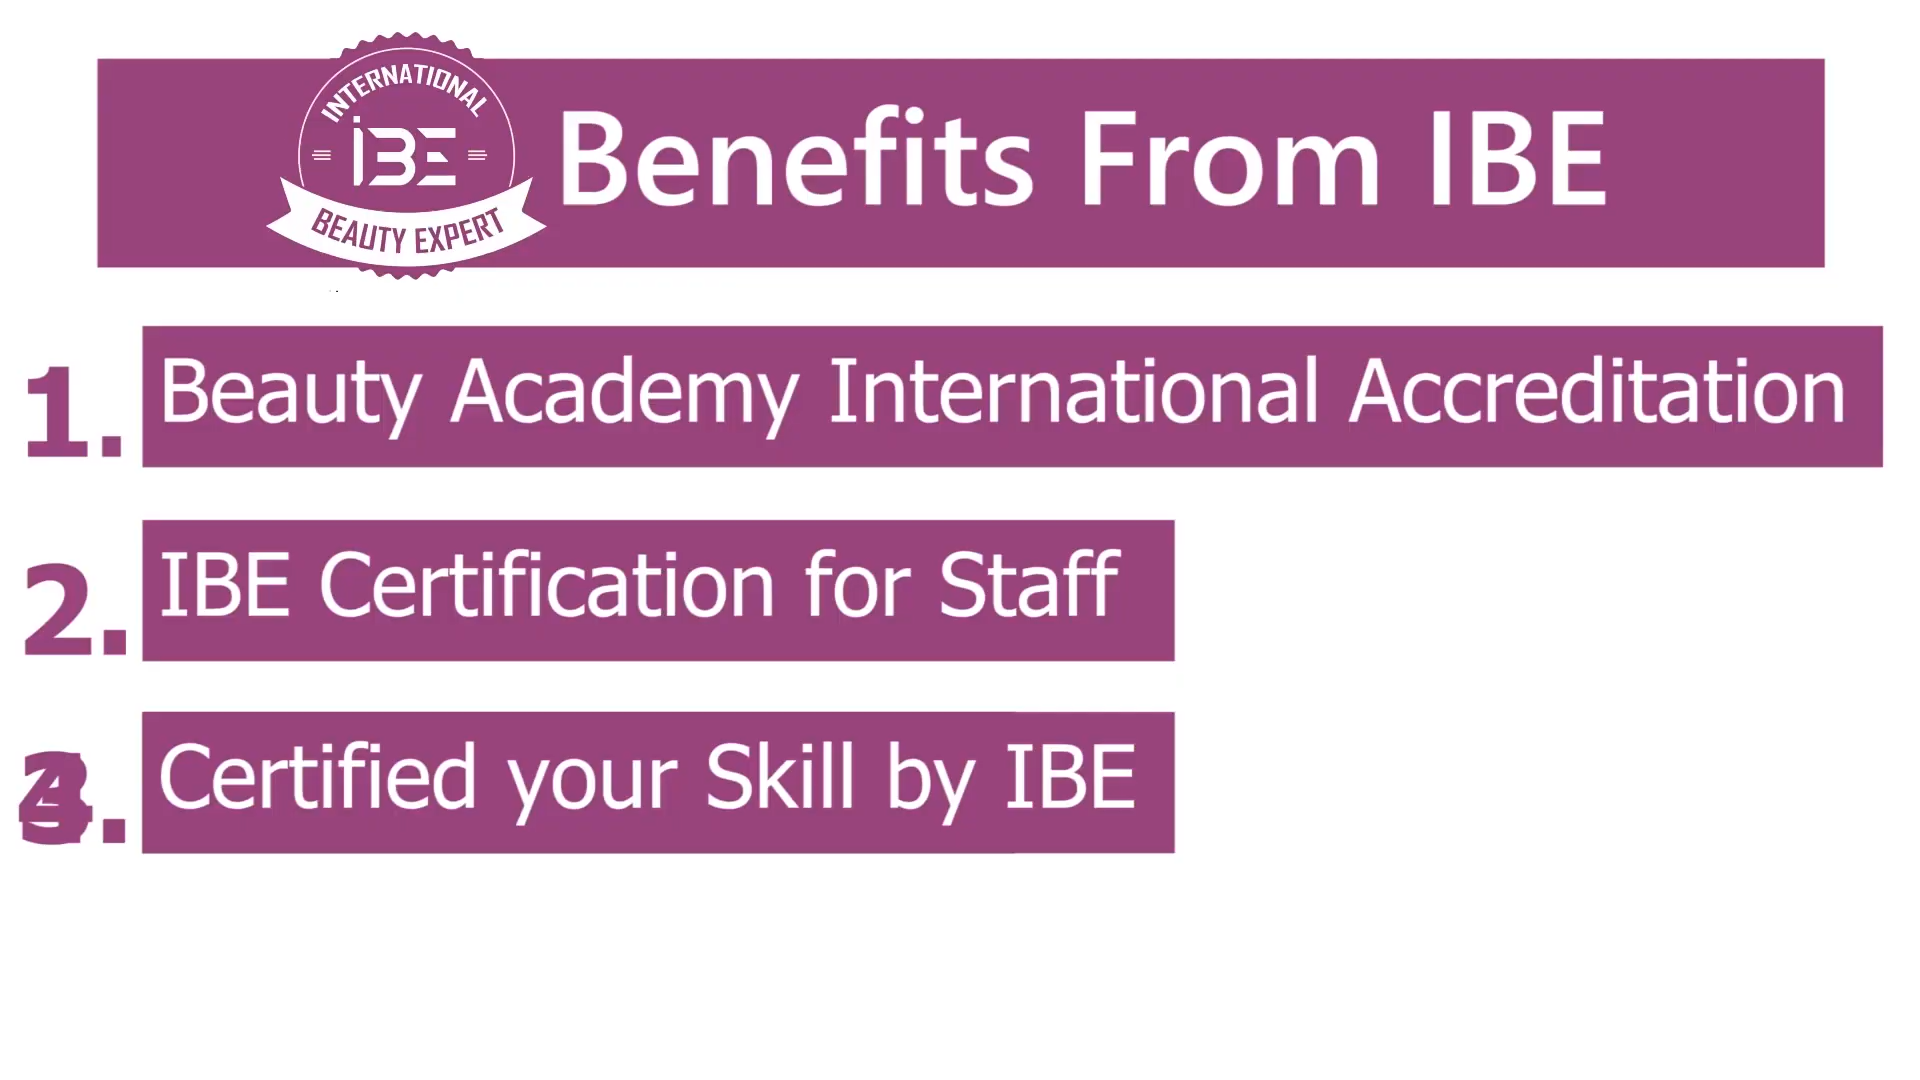 INTERNATIONAL
iBE
BEAUTY EXPERT
Benefits From IBE
1. Beauty Academy International Accreditation
2. IBE Certification for Staff
Certified your Skill by IBE